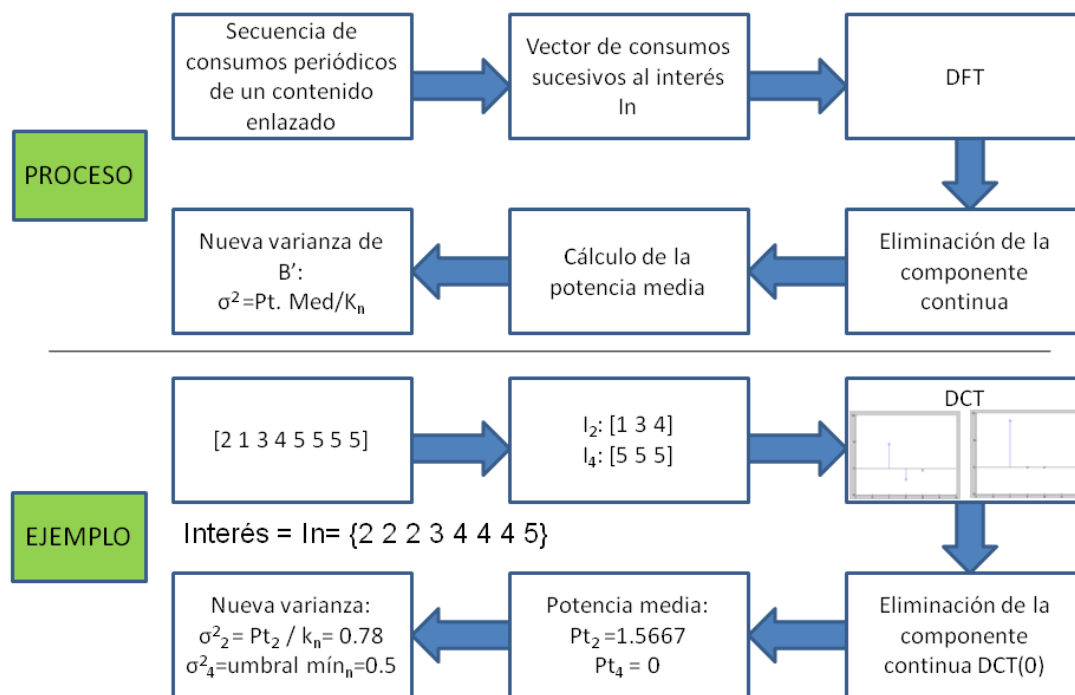 Secuencia de
consumos periódicos
de un contenido
enlazado
Vector de consumos
sucesivos al interés
In
DFT
PROCESO
Nueva varianza de
B’:
σ²=Pt. Med/Kₙ
Cálculo de la
potencia media
Eliminación de la
componente
continua
[2 1 3 4 5 5 5 5]
I₂: [1 3 4]
I₄: [5 5 5]
DCT
EJEMPLO
Interés = In= {2 2 2 3 4 4 4 5}
Nueva varianza:
σ²₂= Pt₂ / kₙ= 0.78
σ²₄=umbral mínₙ=0.5
Potencia media:
Pt₂ =1.5667
Pt₄ = 0
Eliminación de la
componente
continua DCT(0)